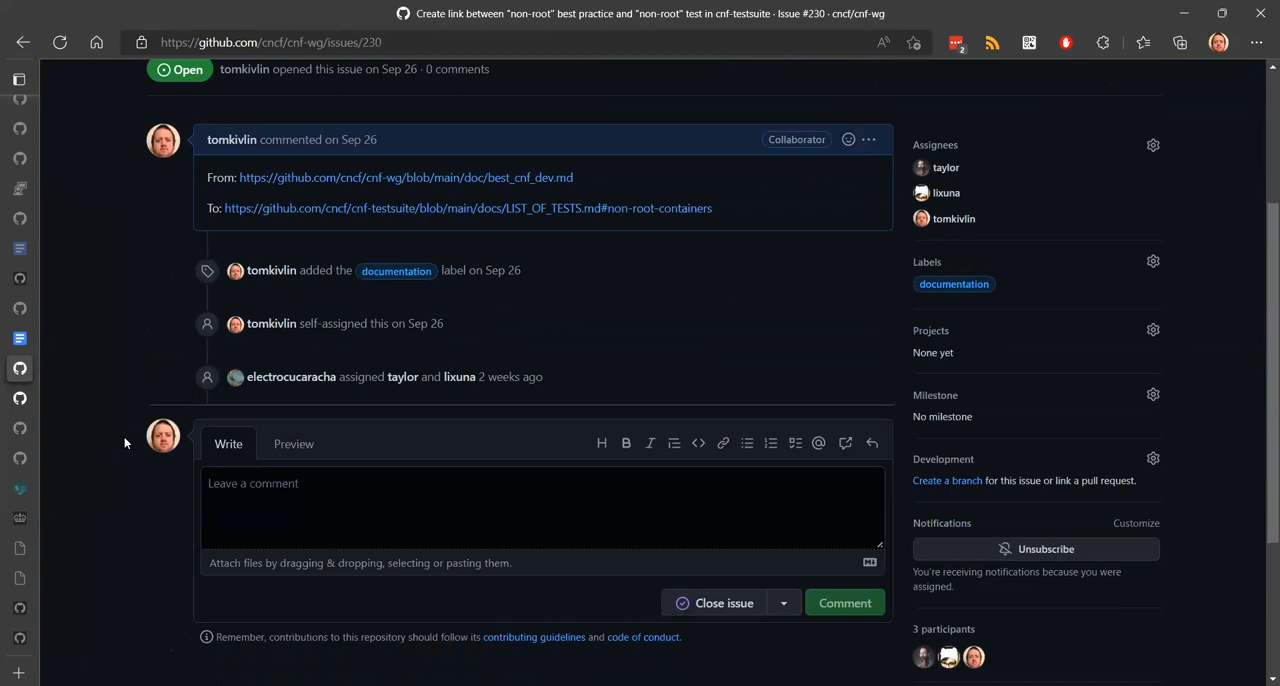 Create link between "non-root" best practice and "non-root" test in cnf-testsuite · Issue #230 · cncf/cnf-wg
https://github.com/cncf/cnf-wg/issues/230
2
Open tomkivlin opened this issue on Sep 26 · 0 comments
tomkivlin commented on Sep 26
Collaborator
From: https://github.com/cncf/cnf-wg/blob/main/doc/best_cnf_dev.md
To: https://github.com/cncf/cnf-testsuite/blob/main/docs/LIST_OF_TESTS.md#non-root-containers
tomkivlin added the documentation label on Sep 26
tomkivlin self-assigned this on Sep 26
electrocucaracha assigned taylor and lixuna 2 weeks ago
Write Preview
Leave a comment
Attach files by dragging & dropping, selecting or pasting them.
Close issue
Comment
Remember, contributions to this repository should follow its contributing guidelines and code of conduct.
Assignees
taylor
lixuna
tomkivlin
Labels
documentation
Projects
None yet
Milestone
No milestone
Development
Create a branch for this issue or link a pull request.
Notifications Customize
Unsubscribe
You're receiving notifications because you were
assigned.
3 participants